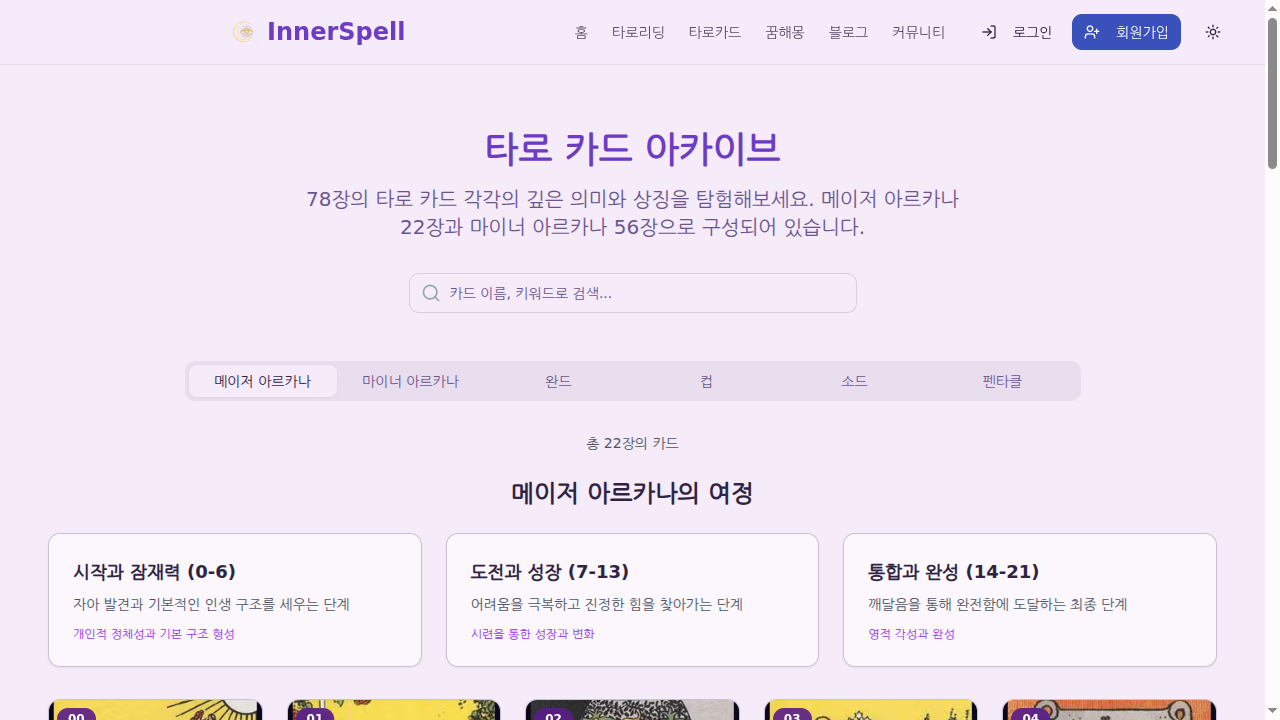 InnerSpell
홈
타로리딩
타로카드
꿈해몽
블로그
커뮤니티
로그인
회원가입
타로 카드 아카이브
78장의 타로 카드 각각의 깊은 의미와 상징을 탐험해보세요. 메이저 아르카나
22장과 마이너 아르카나 56장으로 구성되어 있습니다.
카드 이름, 키워드로 검색...
메이저 아르카나
마이너 아르카나
완드
컵
소드
펜타클
총 22장의 카드
메이저 아르카나의 여정
시작과 잠재력 (0-6)
자아 발견과 기본적인 인생 구조를 세우는 단계
개인적 정체성과 기본 구조 형성
도전과 성장 (7-13)
어려움을 극복하고 진정한 힘을 찾아가는 단계
시련을 통한 성장과 변화
통합과 완성 (14-21)
깨달음을 통해 완전함에 도달하는 최종 단계
영적 각성과 완성
00
01
02
03
04